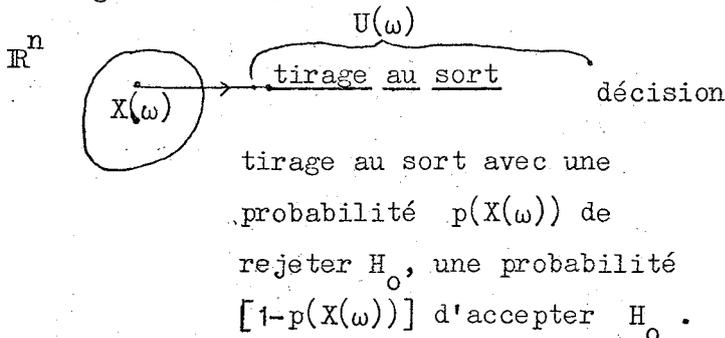 U(ω)
ℝⁿ
tirage au sort
X(ω)
décision
tirage au sort avec une
probabilité p(X(ω)) de
rejeter H₀, une probabilité
[1-p(X(ω))] d'accepter H₀ .